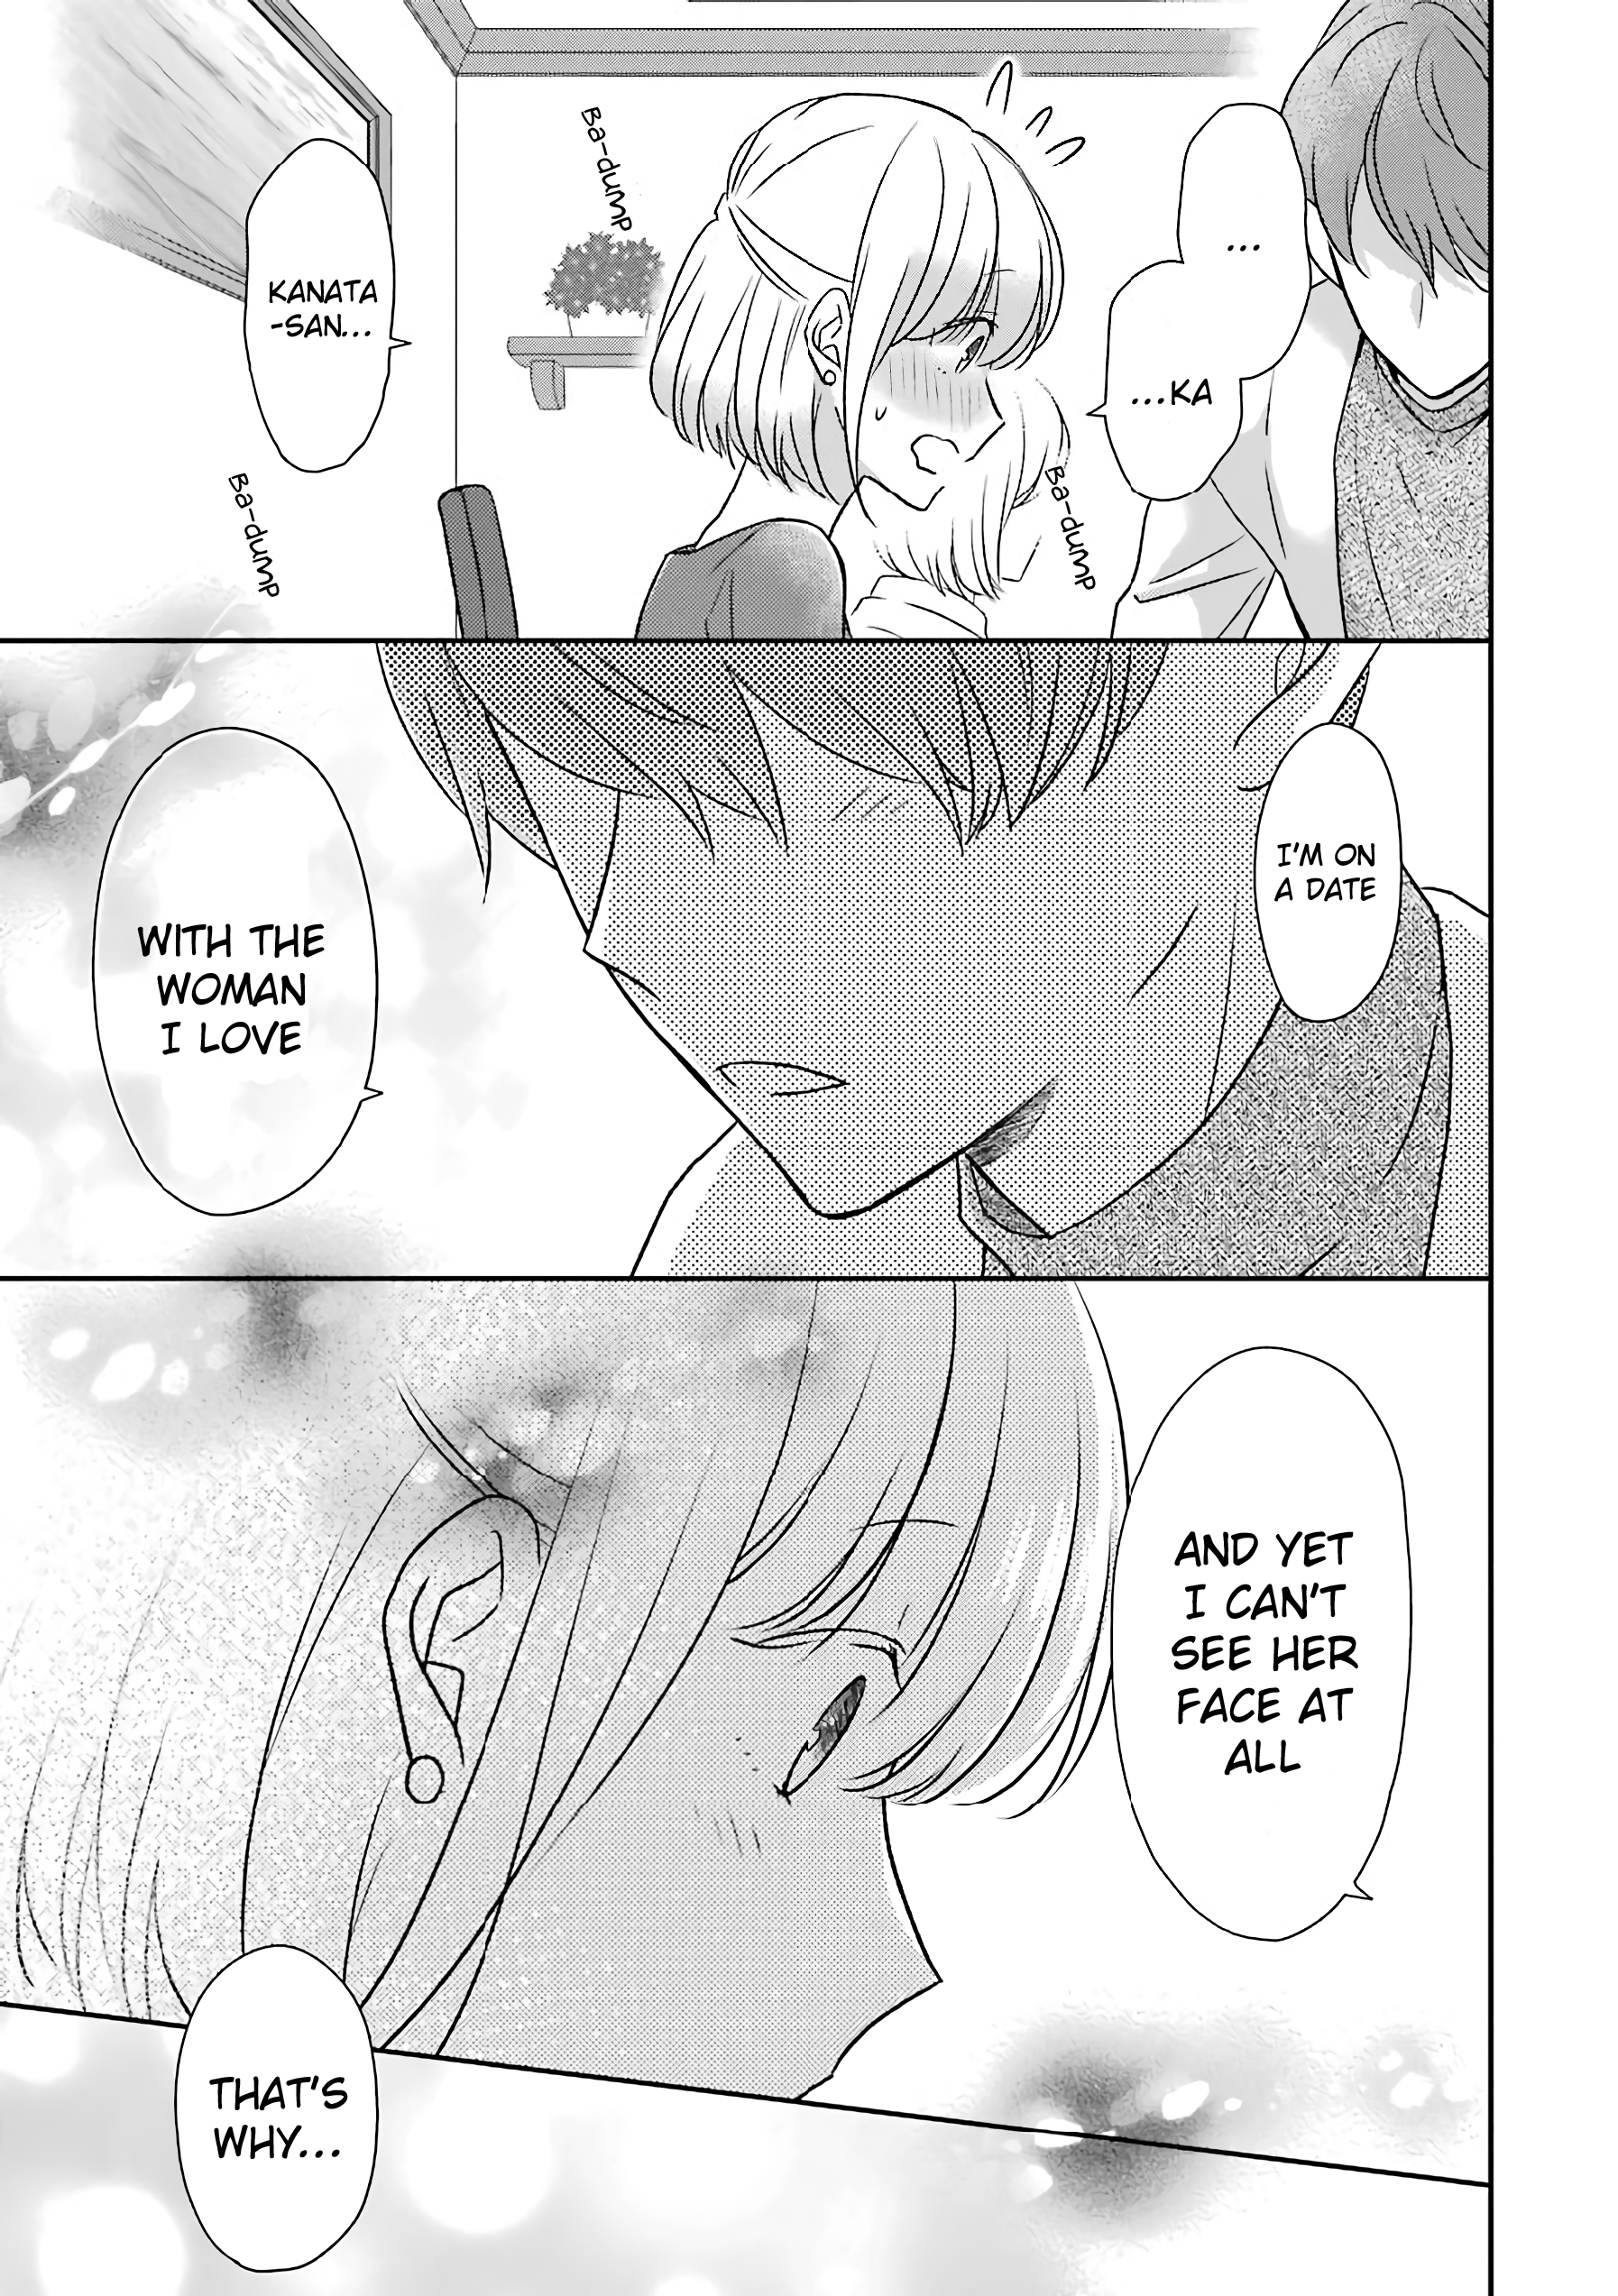 ...
...KA
Ba-dump
Ba-dump
KANATA
-SAN...
Ba-dump
I'M ON
A DATE
WITH THE
WOMAN
I LOVE
AND YET
I CAN'T
SEE HER
FACE AT
ALL
THAT'S
WHY...